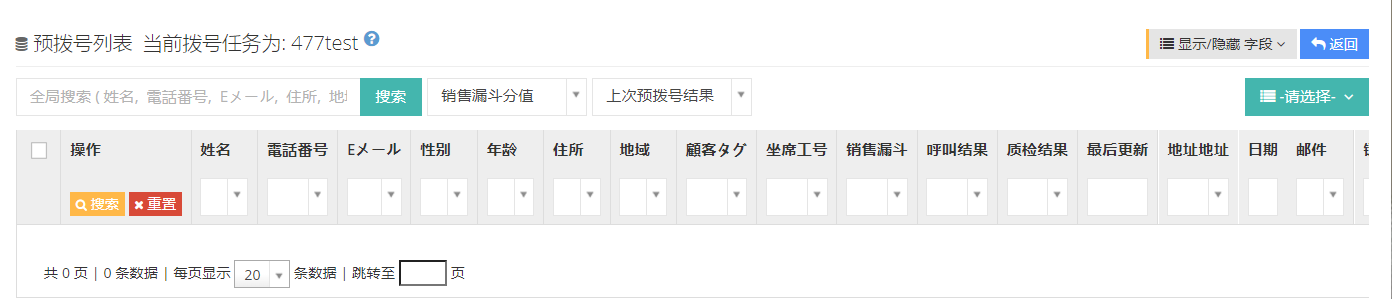 预拨号列表 当前拨号任务为: 477test
显示/隐藏 字段
返回
全局搜索 ( 姓名, 電話番号, Eメール, 住所, 地
搜索
销售漏斗分值
上次预拨号结果
-请选择-
操作 姓名 電話番号 Eメール 性别 年龄 住所 地域 顧客タグ 坐席工号 销售漏斗 呼叫结果 质检结果 最后更新 地址地址 日期 邮件
搜索 重置
共 0 页 | 0 条数据 | 每页显示 20 条数据 | 跳转至 页